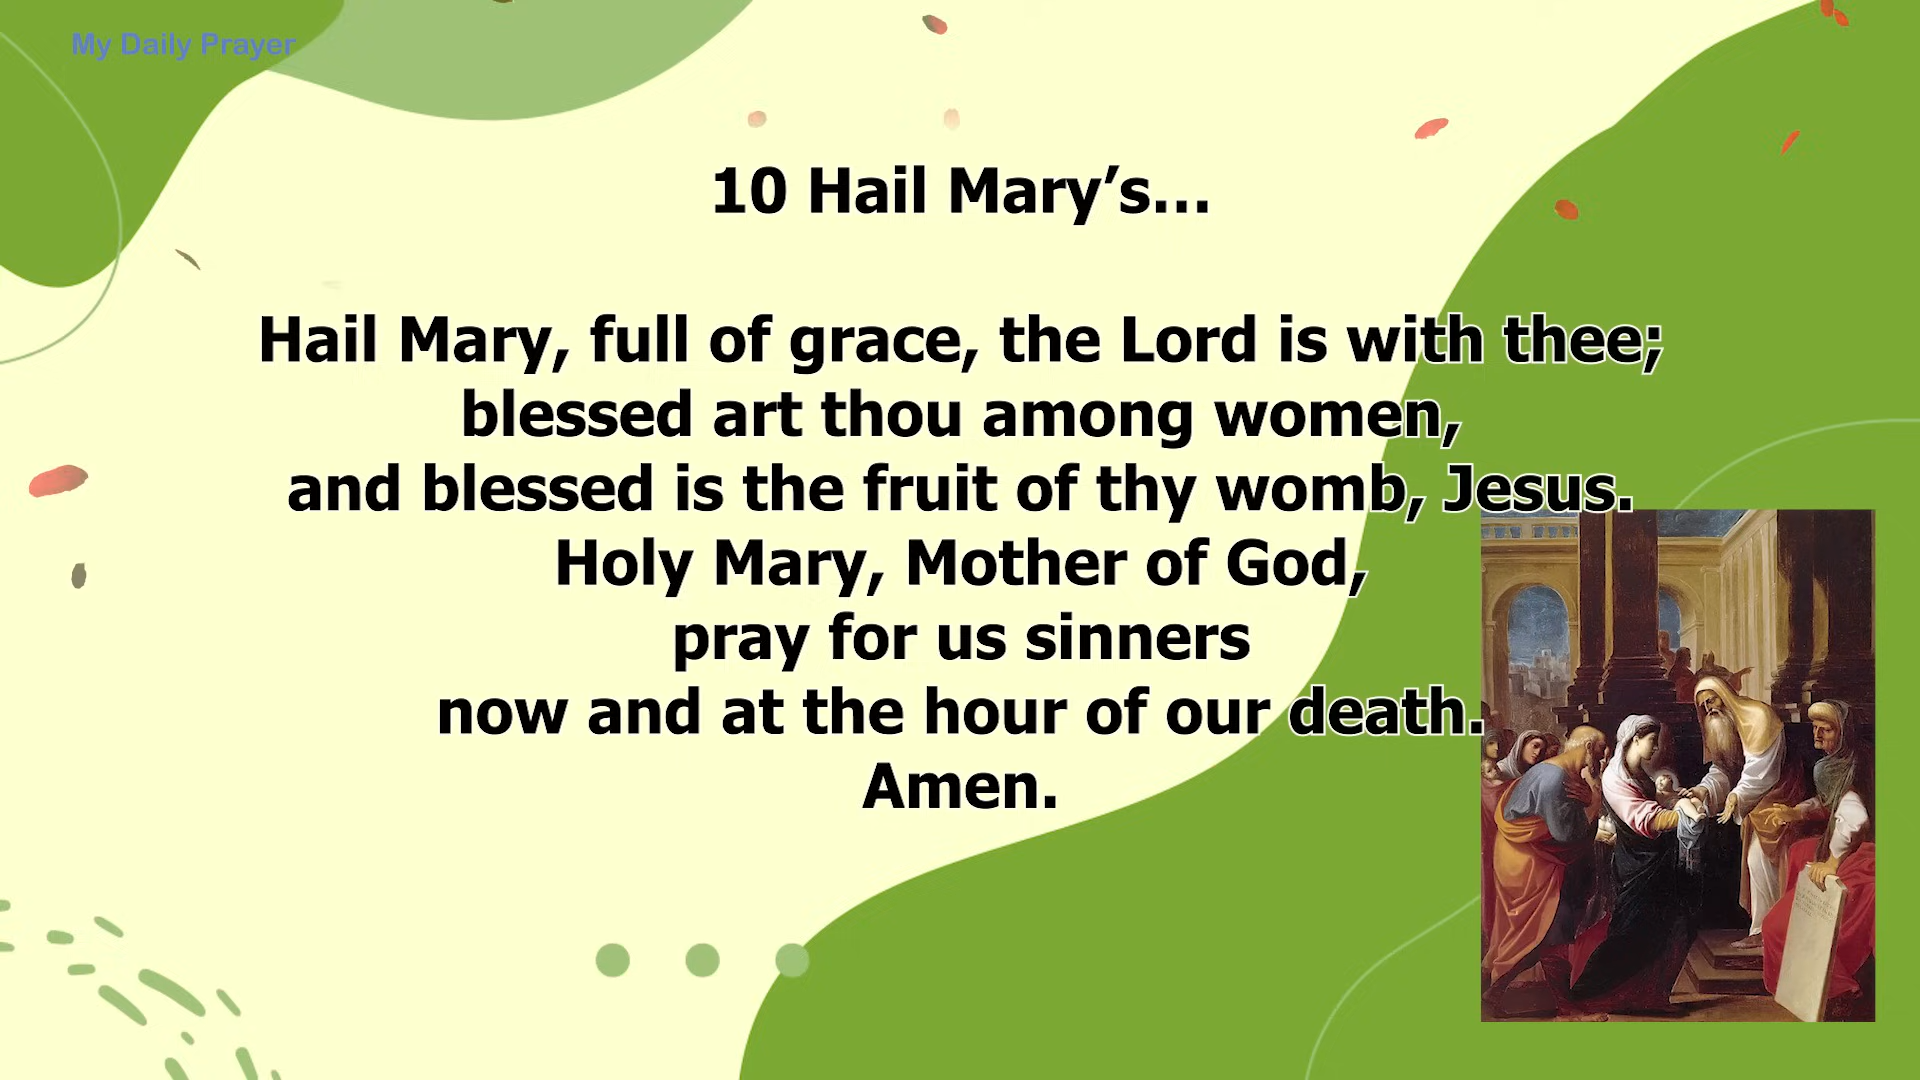 My Daily Prayer
10 Hail Mary’s...
Hail Mary, full of grace, the Lord is with thee;
blessed art thou among women,
and blessed is the fruit of thy womb, Jesus.
Holy Mary, Mother of God,
pray for us sinners
now and at the hour of our death.
Amen.